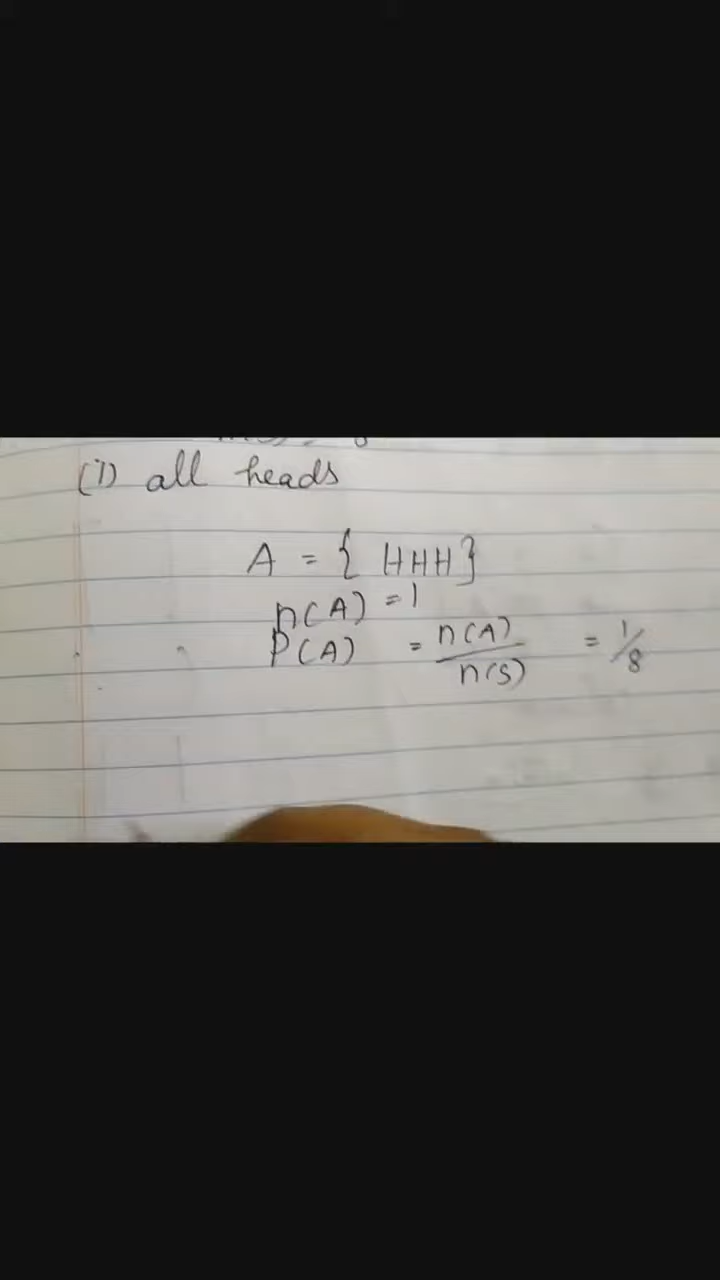 (i) all heads
A = { HHH}
n(A) = 1
P(A) = n(A)/n(S) = 1/8